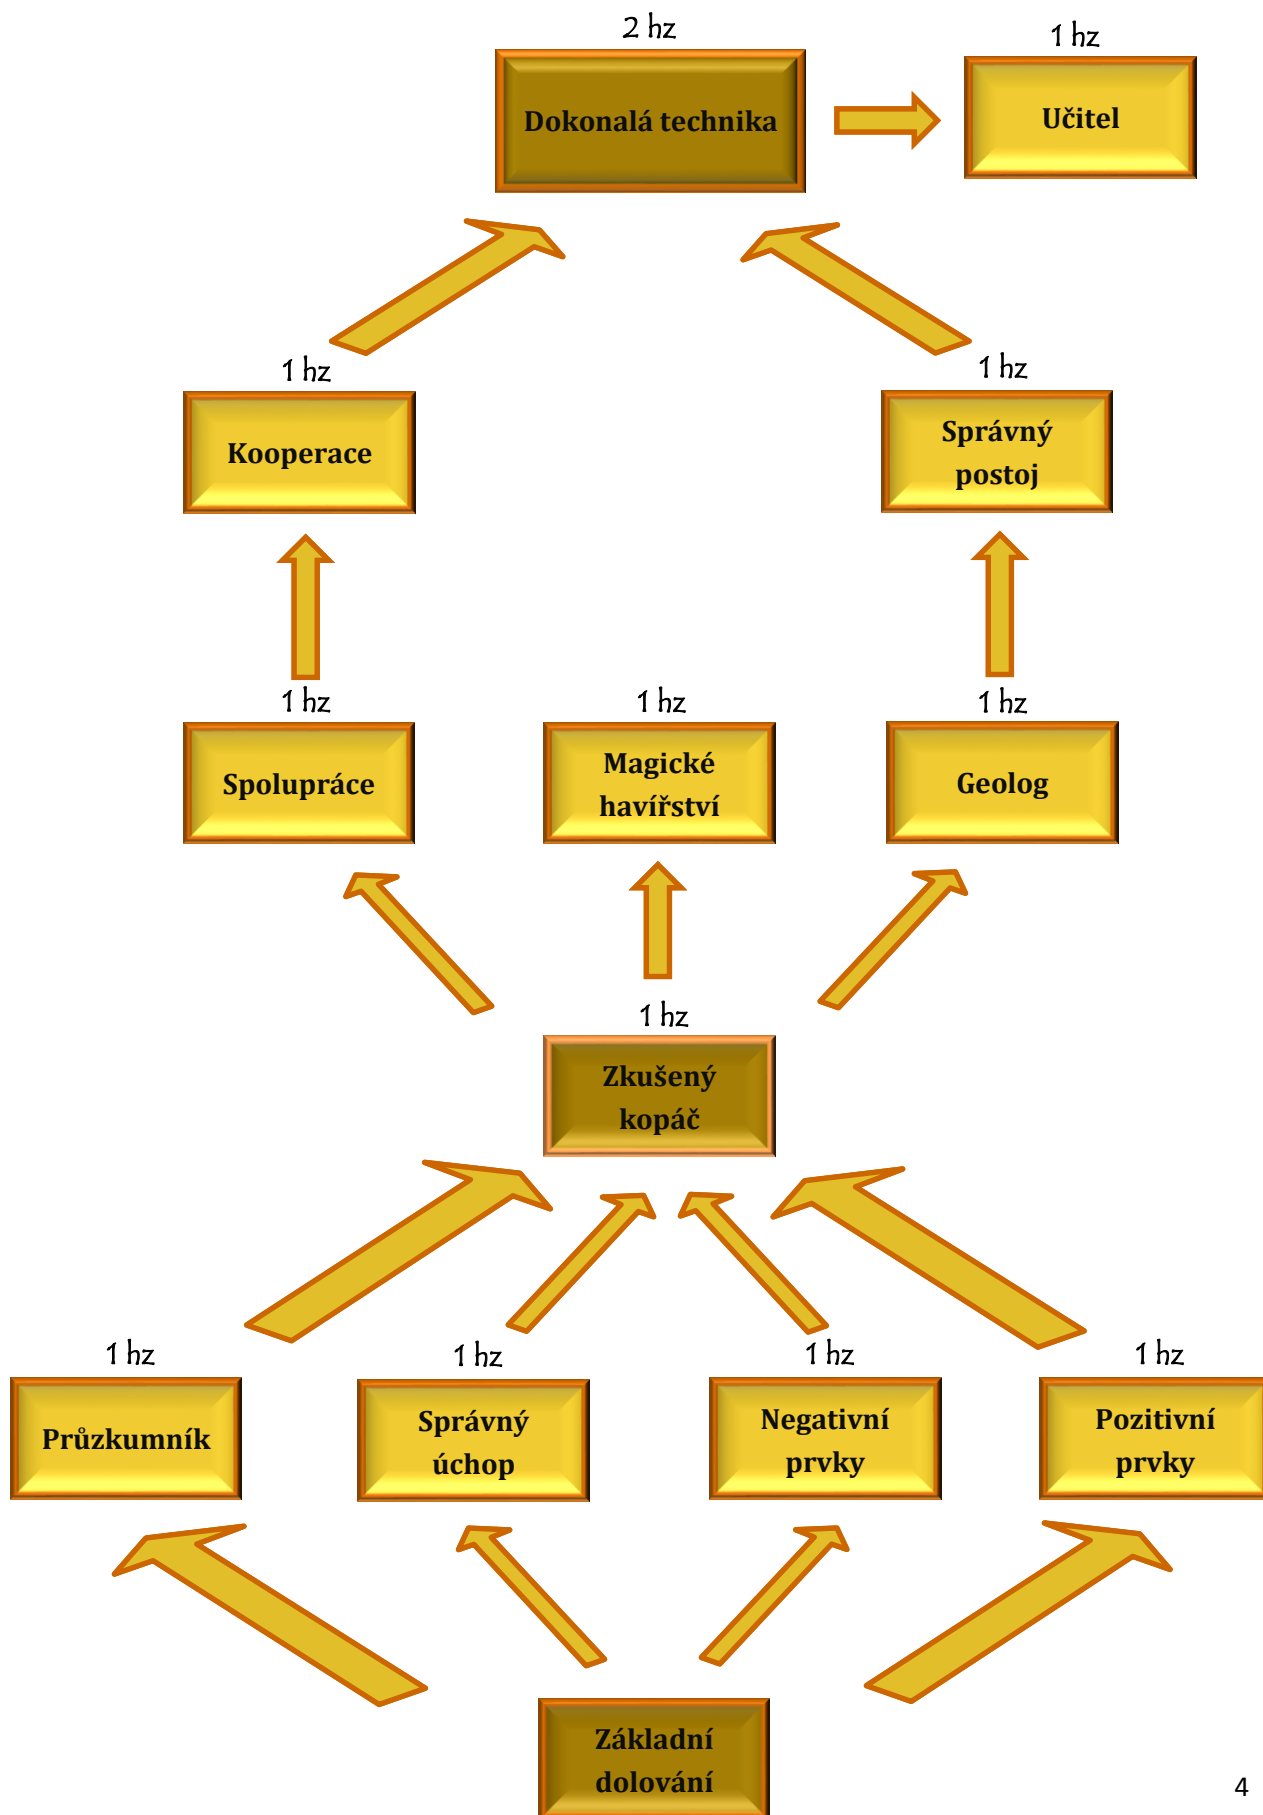 2 hz
1 hz
Dokonalá technika
Učitel
1 hz
1 hz
Kooperace
Správný
postoj
1 hz
1 hz
1 hz
Spolupráce
Magické
havířství
Geolog
1 hz
Zkušený
kopáč
1 hz
1 hz
1 hz
1 hz
Průzkumník
Správný
úchop
Negativní
prvky
Pozitivní
prvky
Základní
dolování
4